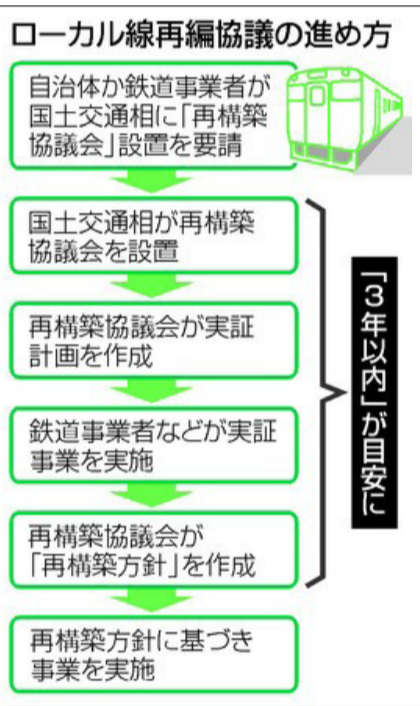 ローカル線再編協議の進め方
自治体か鉄道事業者が
国土交通相に「再構築
協議会」設置を要請
国土交通相が再構築
協議会を設置
再構築協議会が実証
計画を作成
鉄道事業者などが実証
事業を実施
再構築協議会が
「再構築方針」を作成
「3年以内」が目安に
再構築方針に基づき
事業を実施